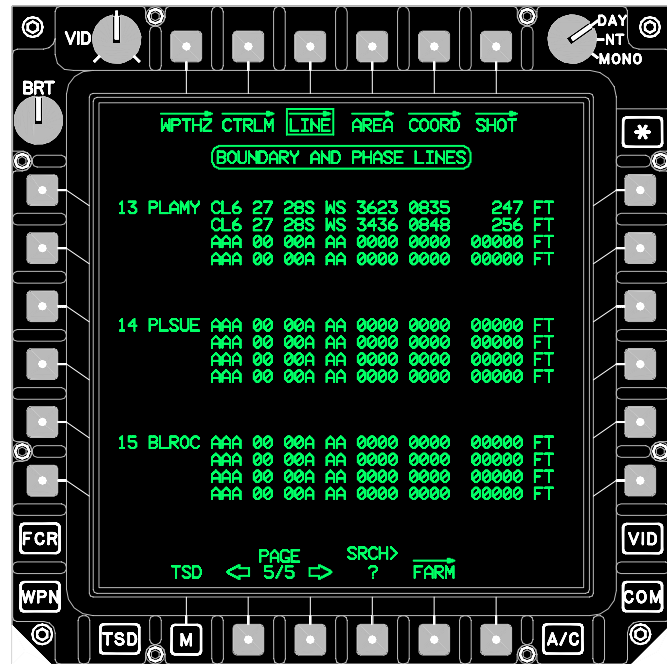 VID
DAY
NT
MONO
BRT
WPTHZ CTRLM LINE AREA COORD SHOT
*
BOUNDARY AND PHASE LINES
13 PLAMY CL6 27 28S WS 3623 0835 247 FT
CL6 27 28S WS 3436 0848 256 FT
AAA 00 00A AA 0000 0000 00000 FT
AAA 00 00A AA 0000 0000 00000 FT
14 PLSUE AAA 00 00A AA 0000 0000 00000 FT
AAA 00 00A AA 0000 0000 00000 FT
AAA 00 00A AA 0000 0000 00000 FT
AAA 00 00A AA 0000 0000 00000 FT
15 BLROC AAA 00 00A AA 0000 0000 00000 FT
AAA 00 00A AA 0000 0000 00000 FT
AAA 00 00A AA 0000 0000 00000 FT
AAA 00 00A AA 0000 0000 00000 FT
FCR
VID
PAGE SRCH>
TSD 5/5 ? FARM
WPN
COM
TSD M A/C